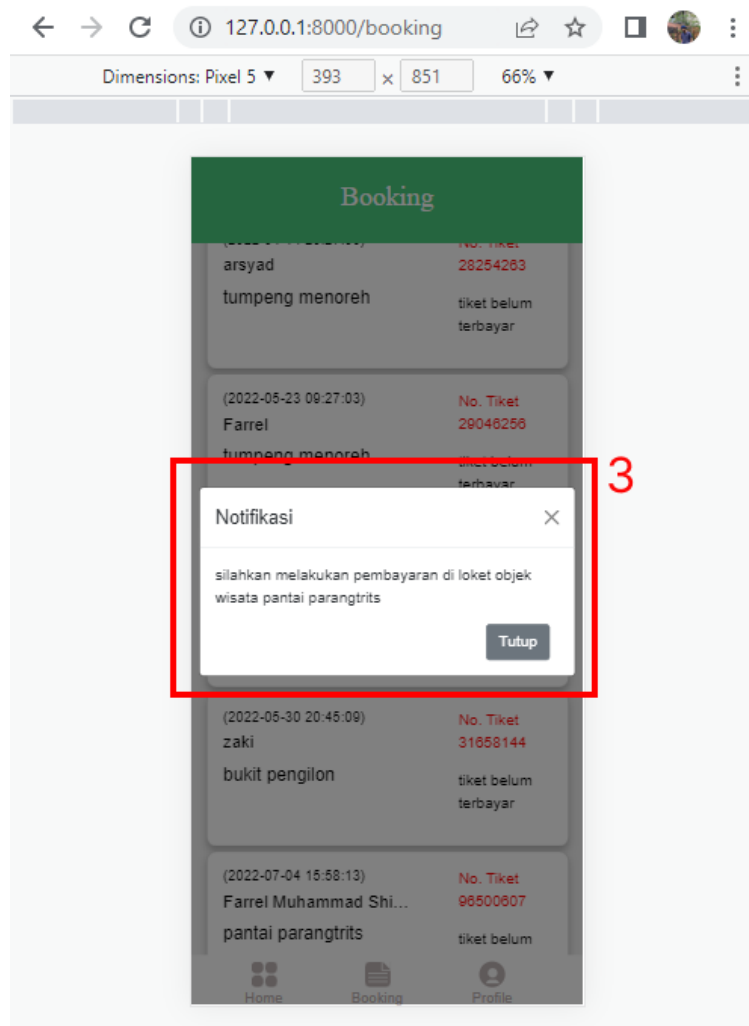 127.0.0.1:8000/booking
Dimensions: Pixel 5 ▼ 393 × 851 66% ▼
Booking
No. Tiket
arsyad 28254263
tumpeng menoreh tiket belum
terbayar
(2022-05-23 09:27:03) No. Tiket
Farrel 29046256
tumpeng menoreh tiket belum
terbayar
3
Notifikasi ×
silahkan melakukan pembayaran di loket objek
wisata pantai parangtrits
Tutup
(2022-05-30 20:45:09) No. Tiket
zaki 31658144
bukit pengilon tiket belum
terbayar
(2022-07-04 15:58:13) No. Tiket
Farrel Muhammad Shi... 96500607
pantai parangtrits tiket belum
Home Booking Profile